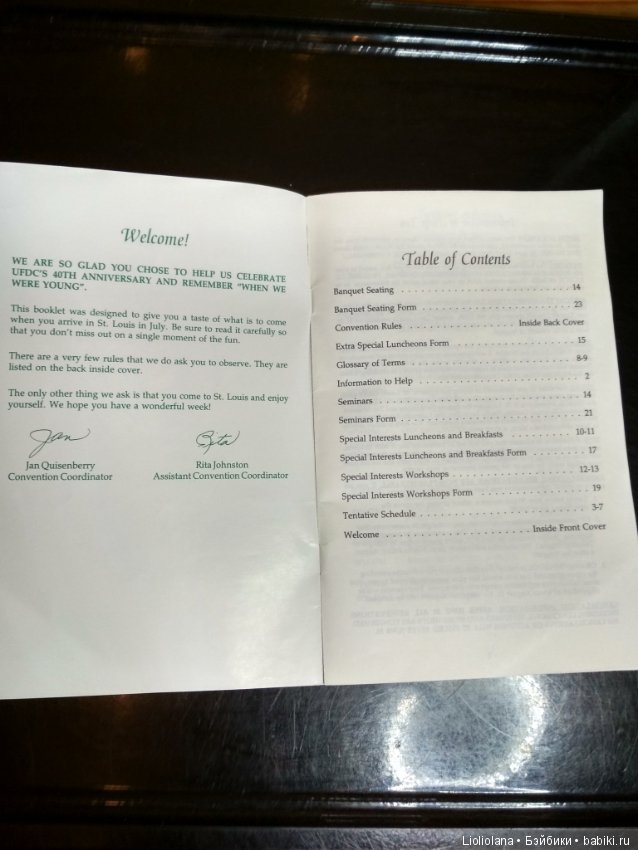 Welcome!
WE ARE SO GLAD YOU CHOSE TO HELP US CELEBRATE
UFDC'S 40TH ANNIVERSARY AND REMEMBER "WHEN WE
WERE YOUNG".
This booklet was designed to give you a taste of what is to come
when you arrive in St. Louis in July. Be sure to read it carefully so
that you don't miss out on a single moment of the fun.
There are a very few rules that we do ask you to observe. They are
listed on the back inside cover.
The only other thing we ask is that you come to St. Louis and enjoy
yourself. We hope you have a wonderful week!
Jan
Jan Quisenberry
Convention Coordinator
Rita
Rita Johnston
Assistant Convention Coordinator
Table of Contents
Banquet Seating . . . . . . . . . . . . . . . . . . . . . . . 14
Banquet Seating Form . . . . . . . . . . . . . . . . . . . . . 23
Convention Rules . . . . . . . . . . . . . . Inside Back Cover
Extra Special Luncheons Form . . . . . . . . . . . . . . . . 15
Glossary of Terms . . . . . . . . . . . . . . . . . . . . . . 8-9
Information to Help . . . . . . . . . . . . . . . . . . . . . . 2
Seminars . . . . . . . . . . . . . . . . . . . . . . . . . . . 14
Seminars Form . . . . . . . . . . . . . . . . . . . . . . . . 21
Special Interests Luncheons and Breakfasts . . . . . . . . . 10-11
Special Interests Luncheons and Breakfasts Form . . . . . . . 17
Special Interests Workshops . . . . . . . . . . . . . . . . 12-13
Special Interests Workshops Form . . . . . . . . . . . . . . 19
Tentative Schedule . . . . . . . . . . . . . . . . . . . . . 3-7
Welcome . . . . . . . . . . . . . . . . . . Inside Front Cover
Lioliolana • Бэйбики • babiki.ru